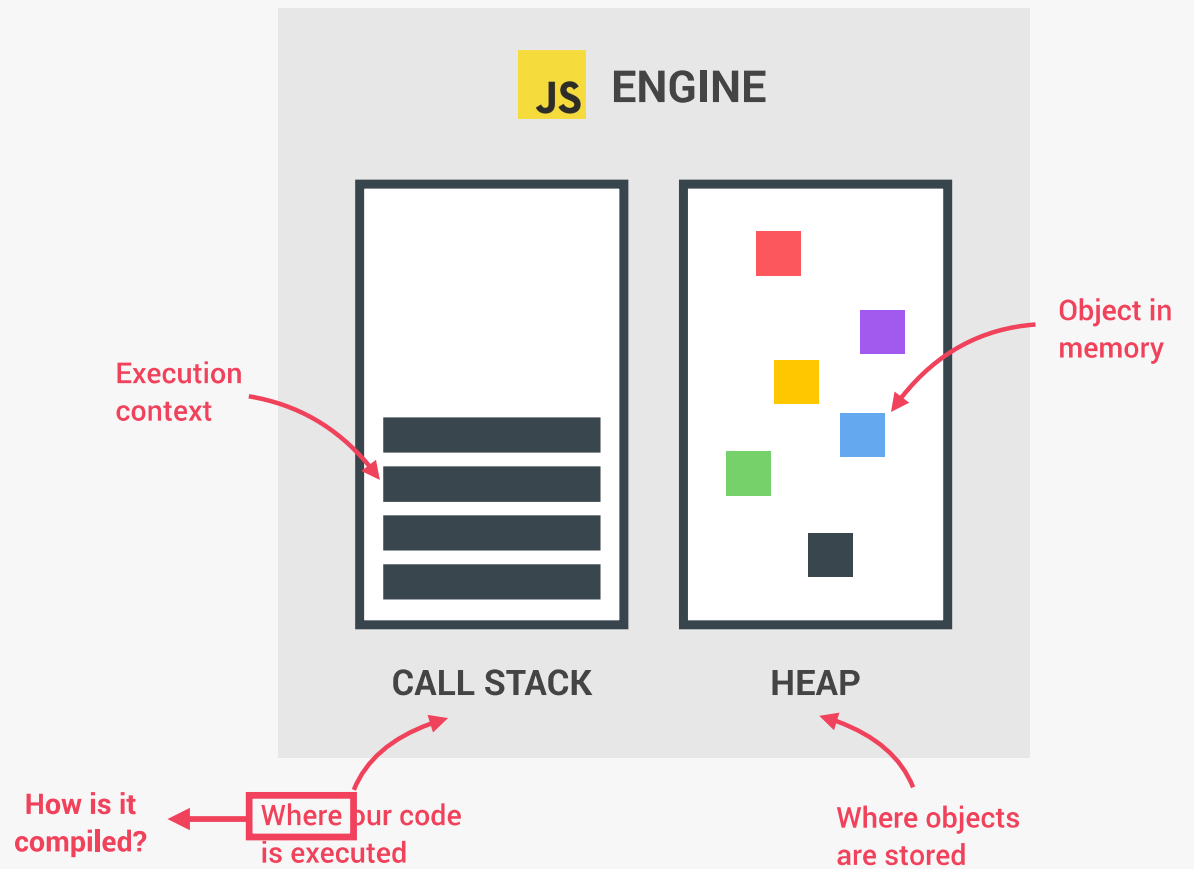 JS ENGINE
Object in
memory
Execution
context
CALL STACK
HEAP
How is it
compiled?
Where our code
is executed
Where objects
are stored